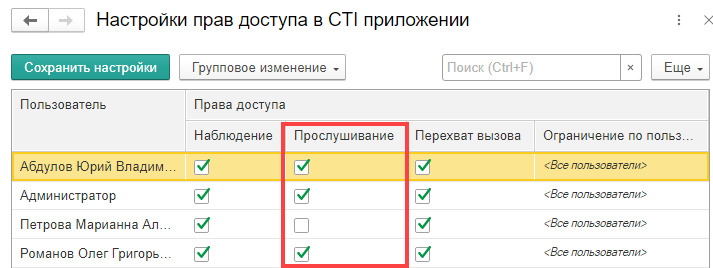 Настройки прав доступа в CTI приложении
Сохранить настройки Групповое изменение Поиск (Ctrl+F) × Еще
Пользователь Права доступа
Наблюдение Прослушивание Перехват вызова Ограничение по польз...
Абдулов Юрий Владим... <Все пользователи>
Администратор <Все пользователи>
Петрова Марианна Ал... <Все пользователи>
Романов Олег Григорь... <Все пользователи>